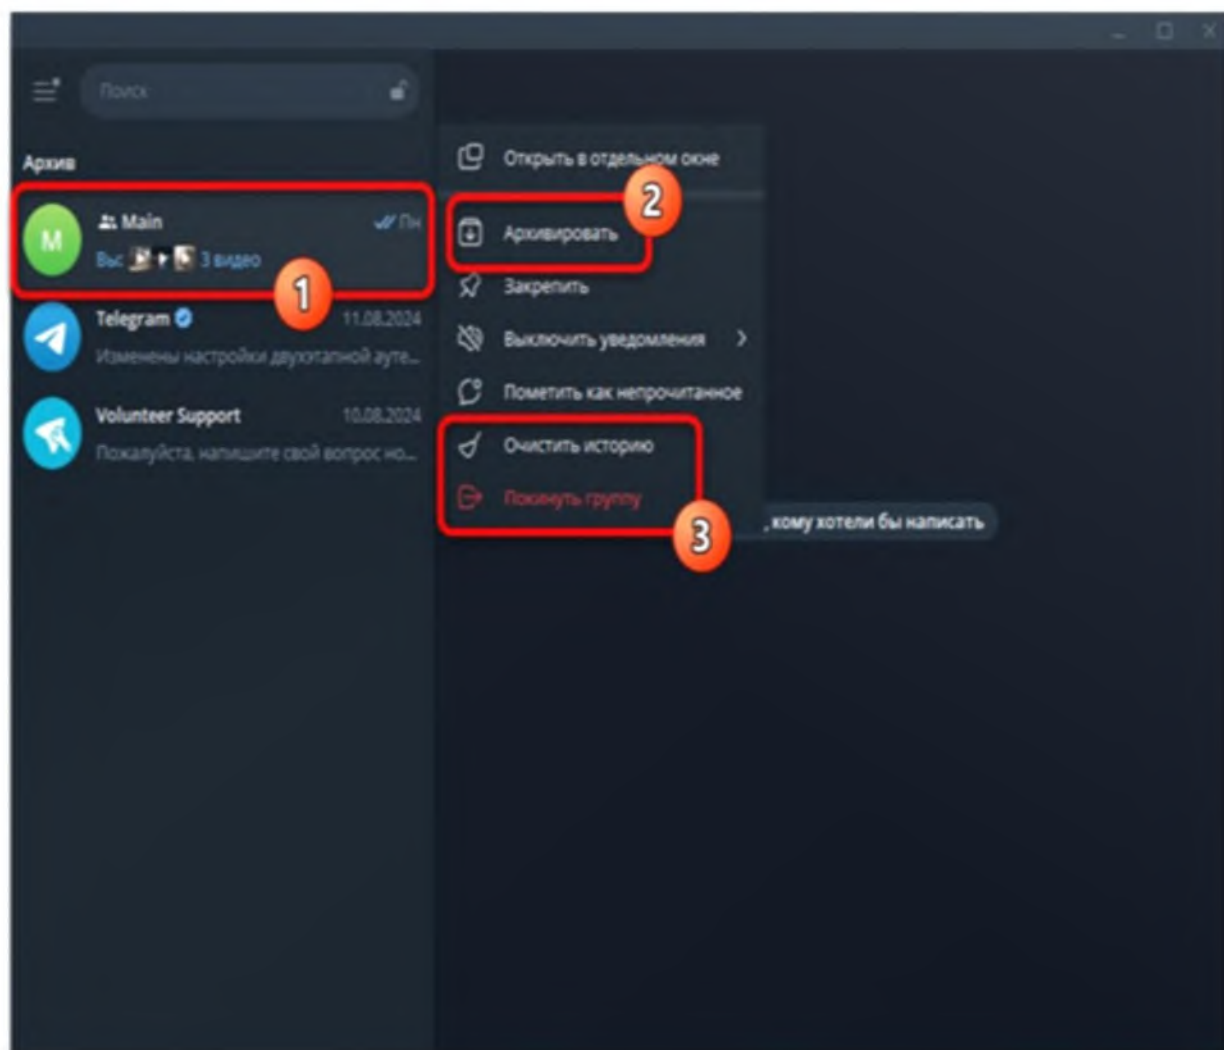 Поиск
Архив
M
Main
Пн
Вы: 3 видео
1
Telegram
11.08.2024
Изменены настройки двухэтапной ауте...
Volunteer Support
10.08.2024
Пожалуйста, напишите свой вопрос но...
Открыть в отдельном окне
2
Архивировать
Закрепить
Выключить уведомления
Пометить как непрочитанное
Очистить историю
Покинуть группу
3
, кому хотели бы написать